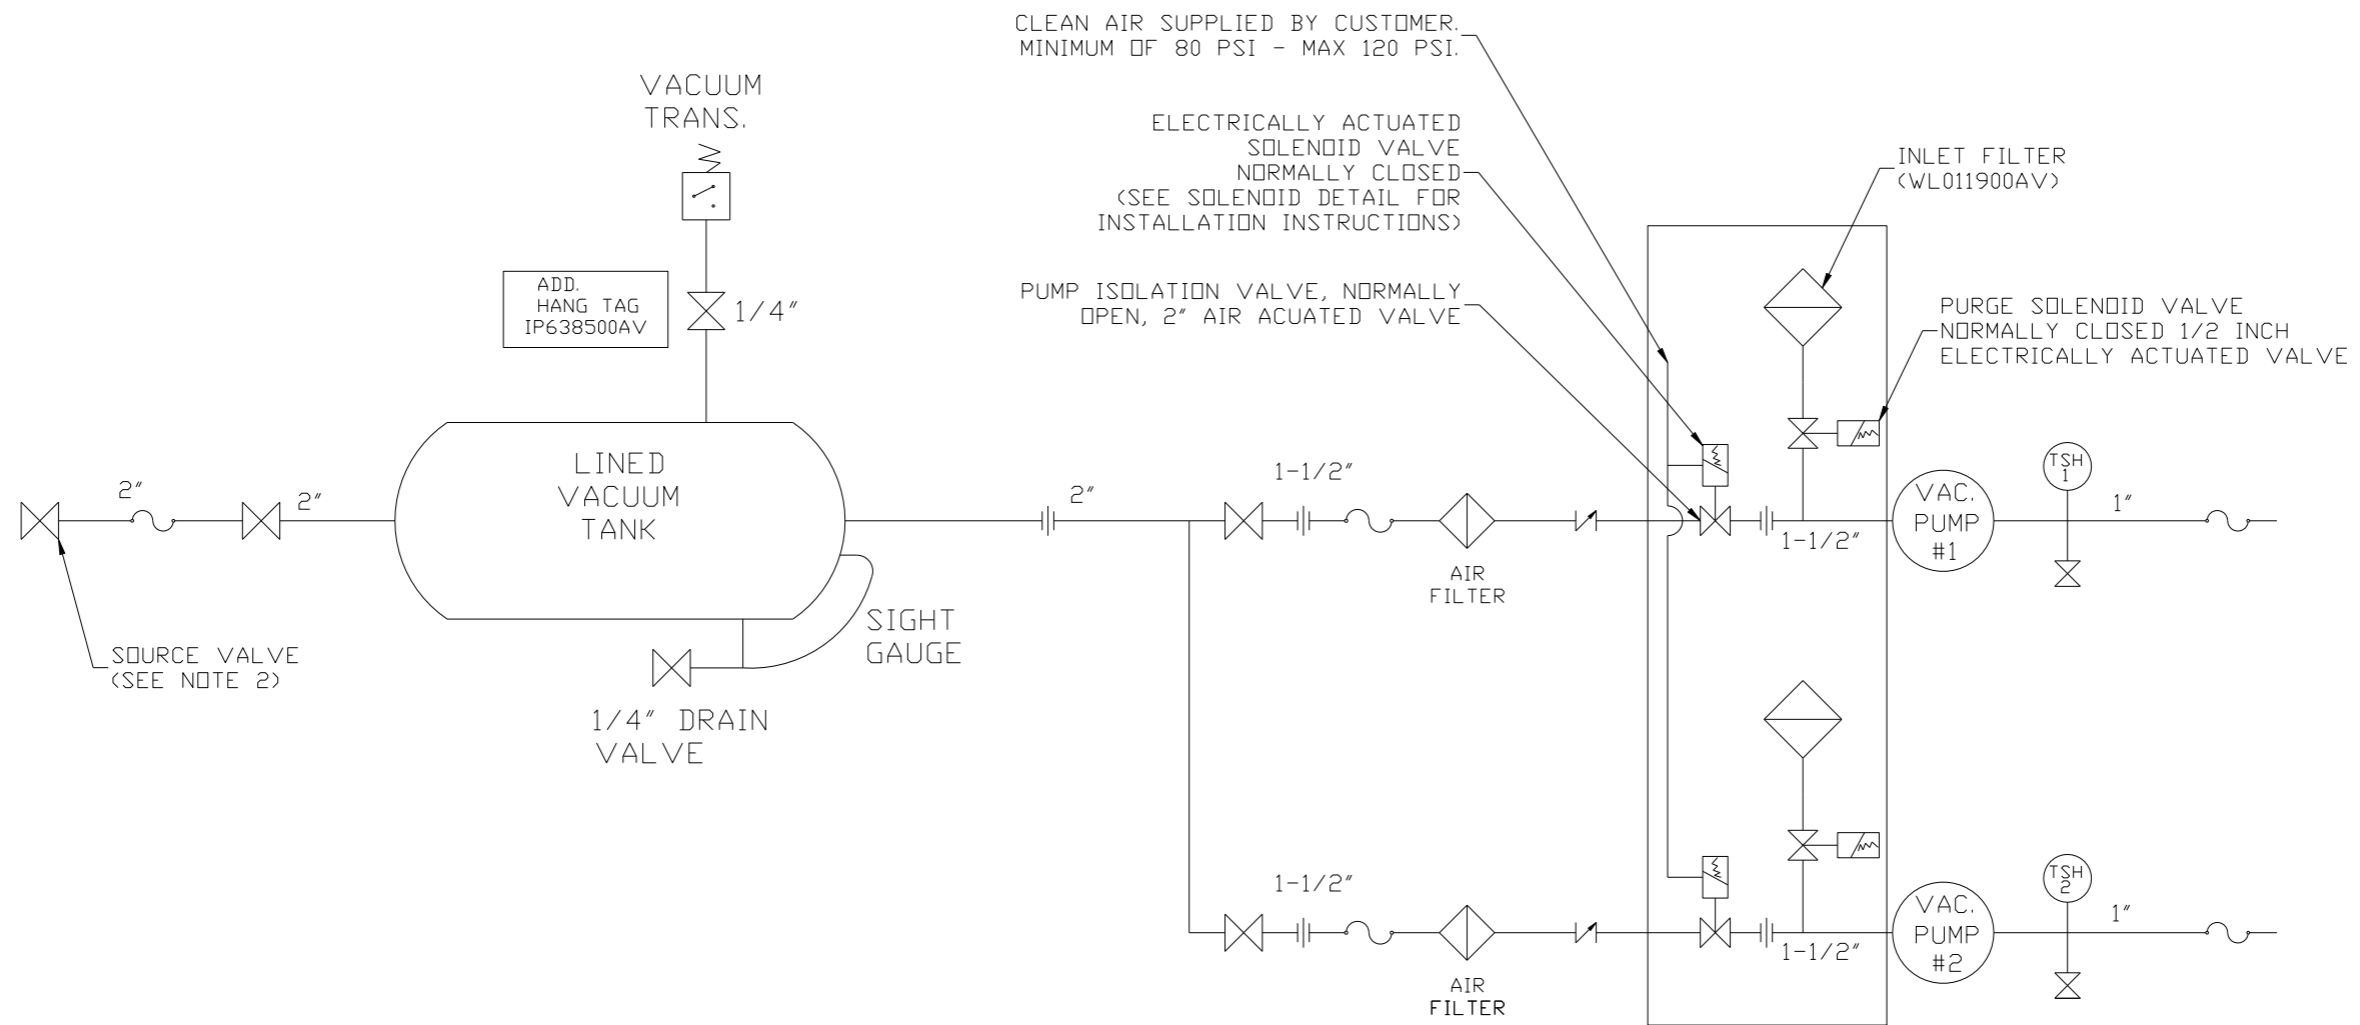 CLEAN AIR SUPPLIED BY CUSTOMER.
MINIMUM OF 80 PSI - MAX 120 PSI.
VACUUM
TRANS.
ELECTRICALLY ACTUATED
SOLENOID VALVE
NORMALLY CLOSED
(SEE SOLENOID DETAIL FOR
INSTALLATION INSTRUCTIONS)
INLET FILTER
(WL011900AV)
ADD.
HANG TAG
IP638500AV
1/4"
PUMP ISOLATION VALVE, NORMALLY
OPEN, 2" AIR ACUATED VALVE
PURGE SOLENOID VALVE
NORMALLY CLOSED 1/2 INCH
ELECTRICALLY ACTUATED VALVE
2"
2"
LINED
VACUUM
TANK
2"
1-1/2"
AIR
FILTER
1-1/2"
VAC.
PUMP
#1
TSH
1
1"
SOURCE VALVE
(SEE NOTE 2)
SIGHT
GAUGE
1/4" DRAIN
VALVE
1-1/2"
AIR
FILTER
1-1/2"
VAC.
PUMP
#2
TSH
2
1"